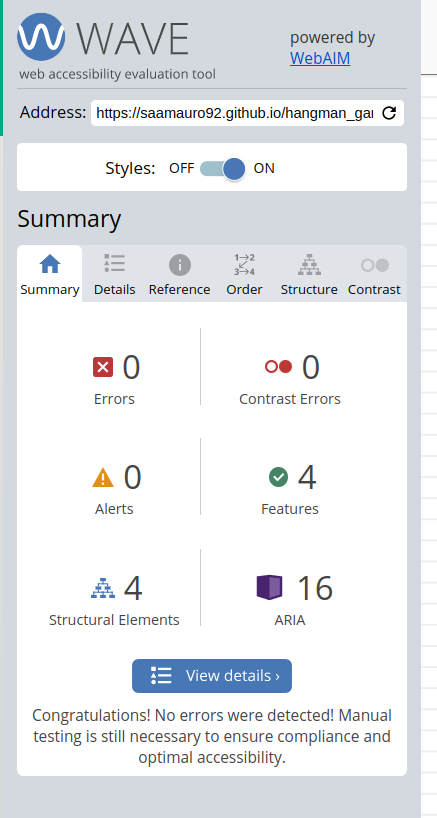 WAVE
web accessibility evaluation tool
powered by
WebAIM
Address: https://saamauro92.github.io/hangman_gar
Styles: OFF ON
Summary
Summary Details Reference Order Structure Contrast
0 0
Errors Contrast Errors
0 4
Alerts Features
4 16
Structural Elements ARIA
View details ›
Congratulations! No errors were detected! Manual
testing is still necessary to ensure compliance and
optimal accessibility.